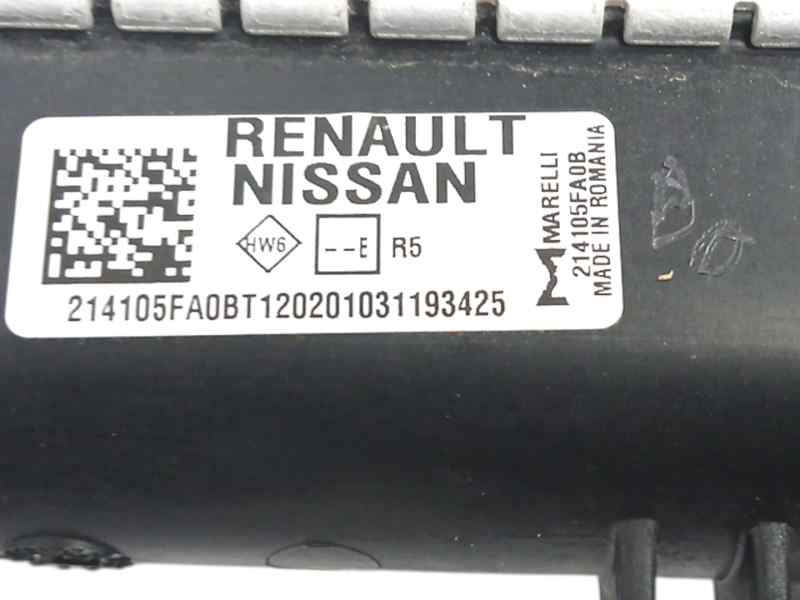 RENAULT
NISSAN
HW6
--E
R5
214105FA0BT120201031193425
MARELLI
214105FA0B
MADE IN ROMANIA